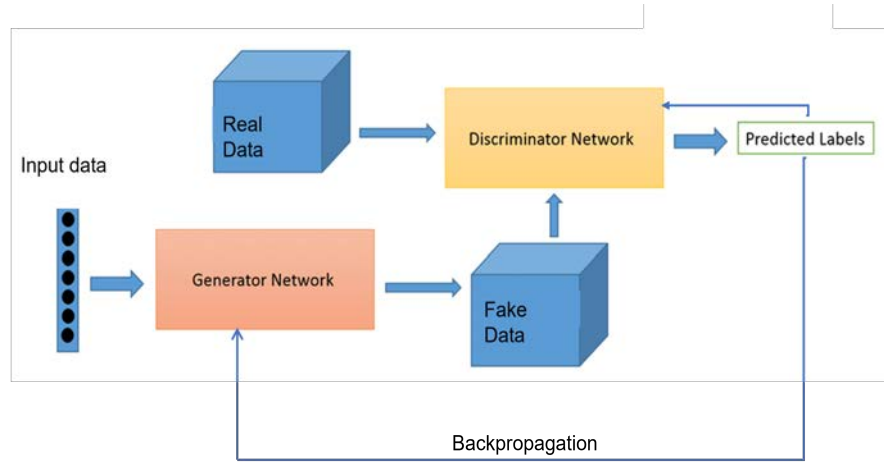 Real
Data
Discriminator Network
Predicted Labels
Input data
Generator Network
Fake
Data
Backpropagation